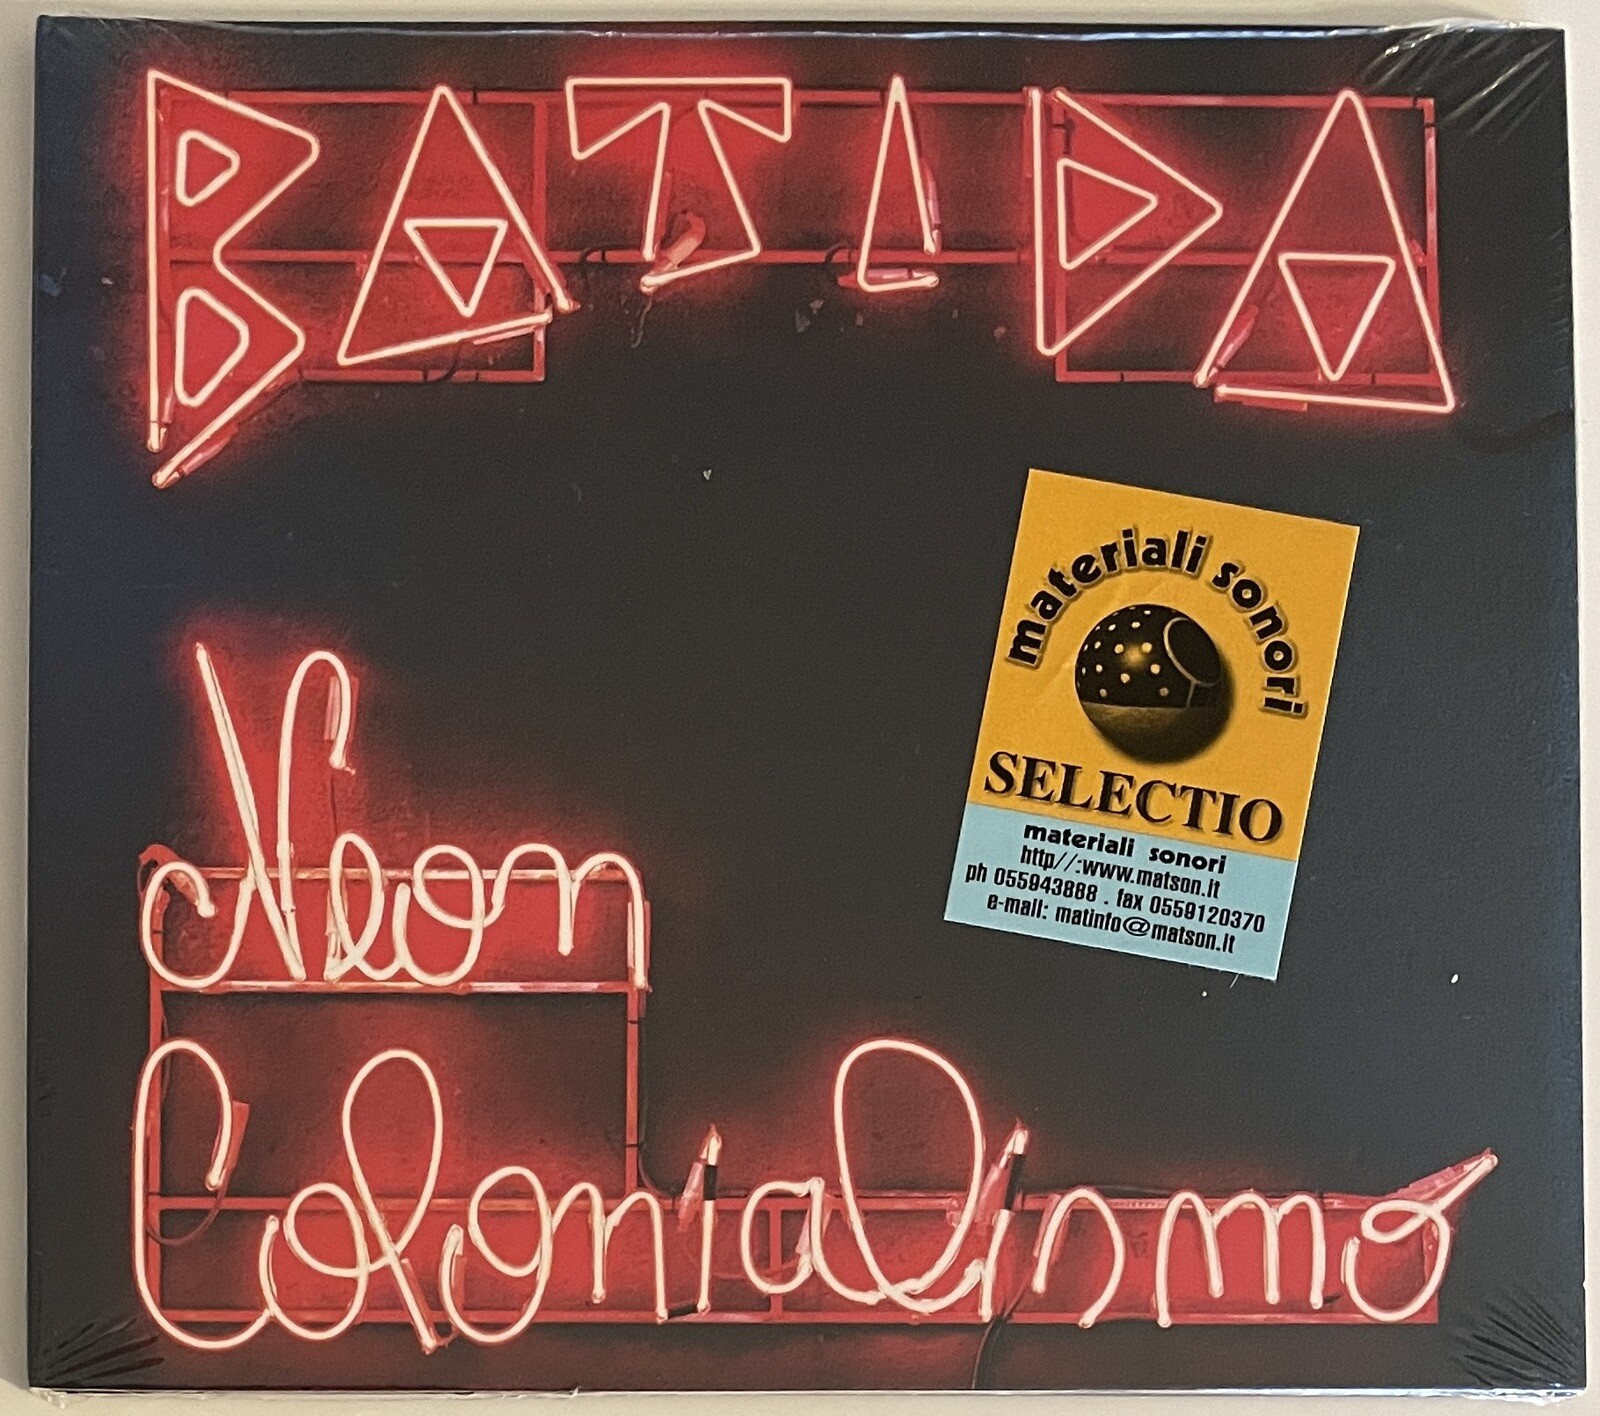 BATIDA
materiali sonori
SELECTIO
materiali sonori
http//:www.matson.it
ph 055943888 . fax 0559120370
e-mail: matinfo@matson.it
Neon
Colonialismo